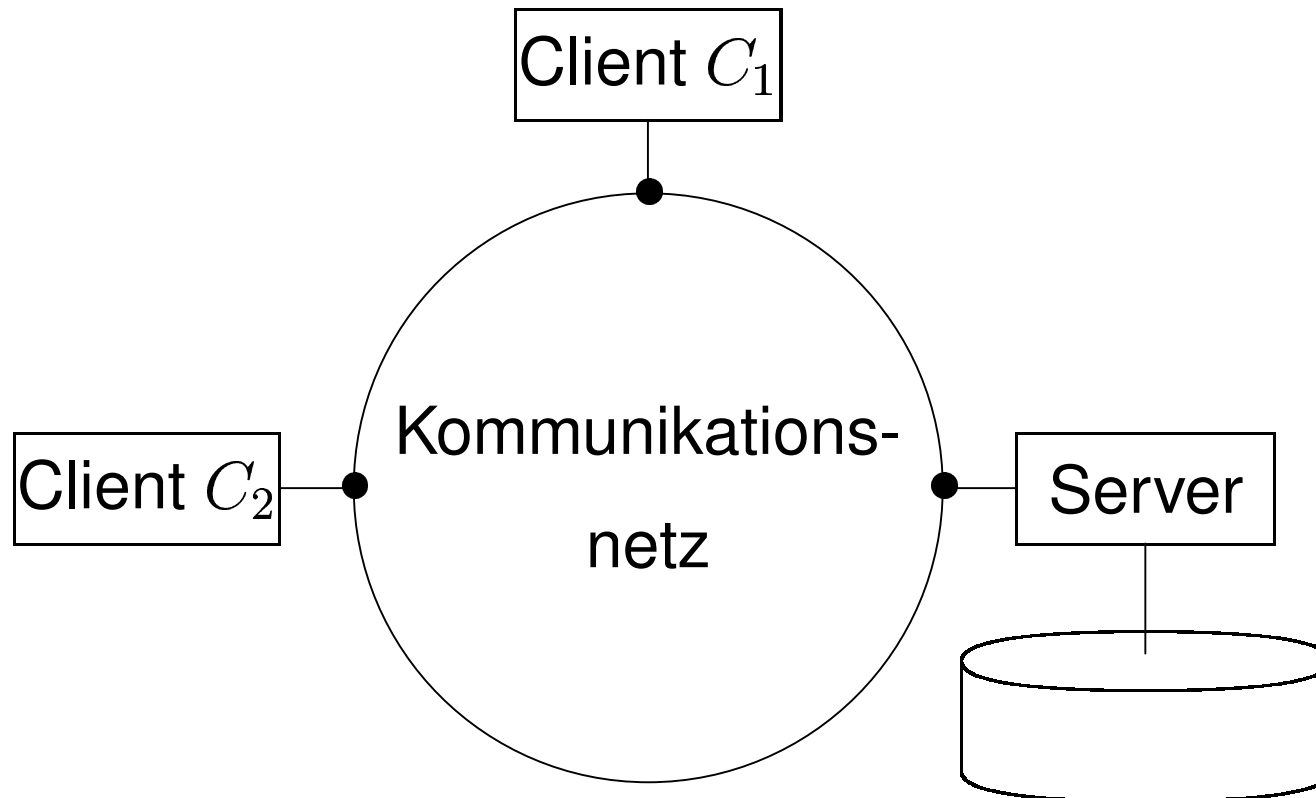 Client C₁
Kommunikations-
netz
Client C₂
Server